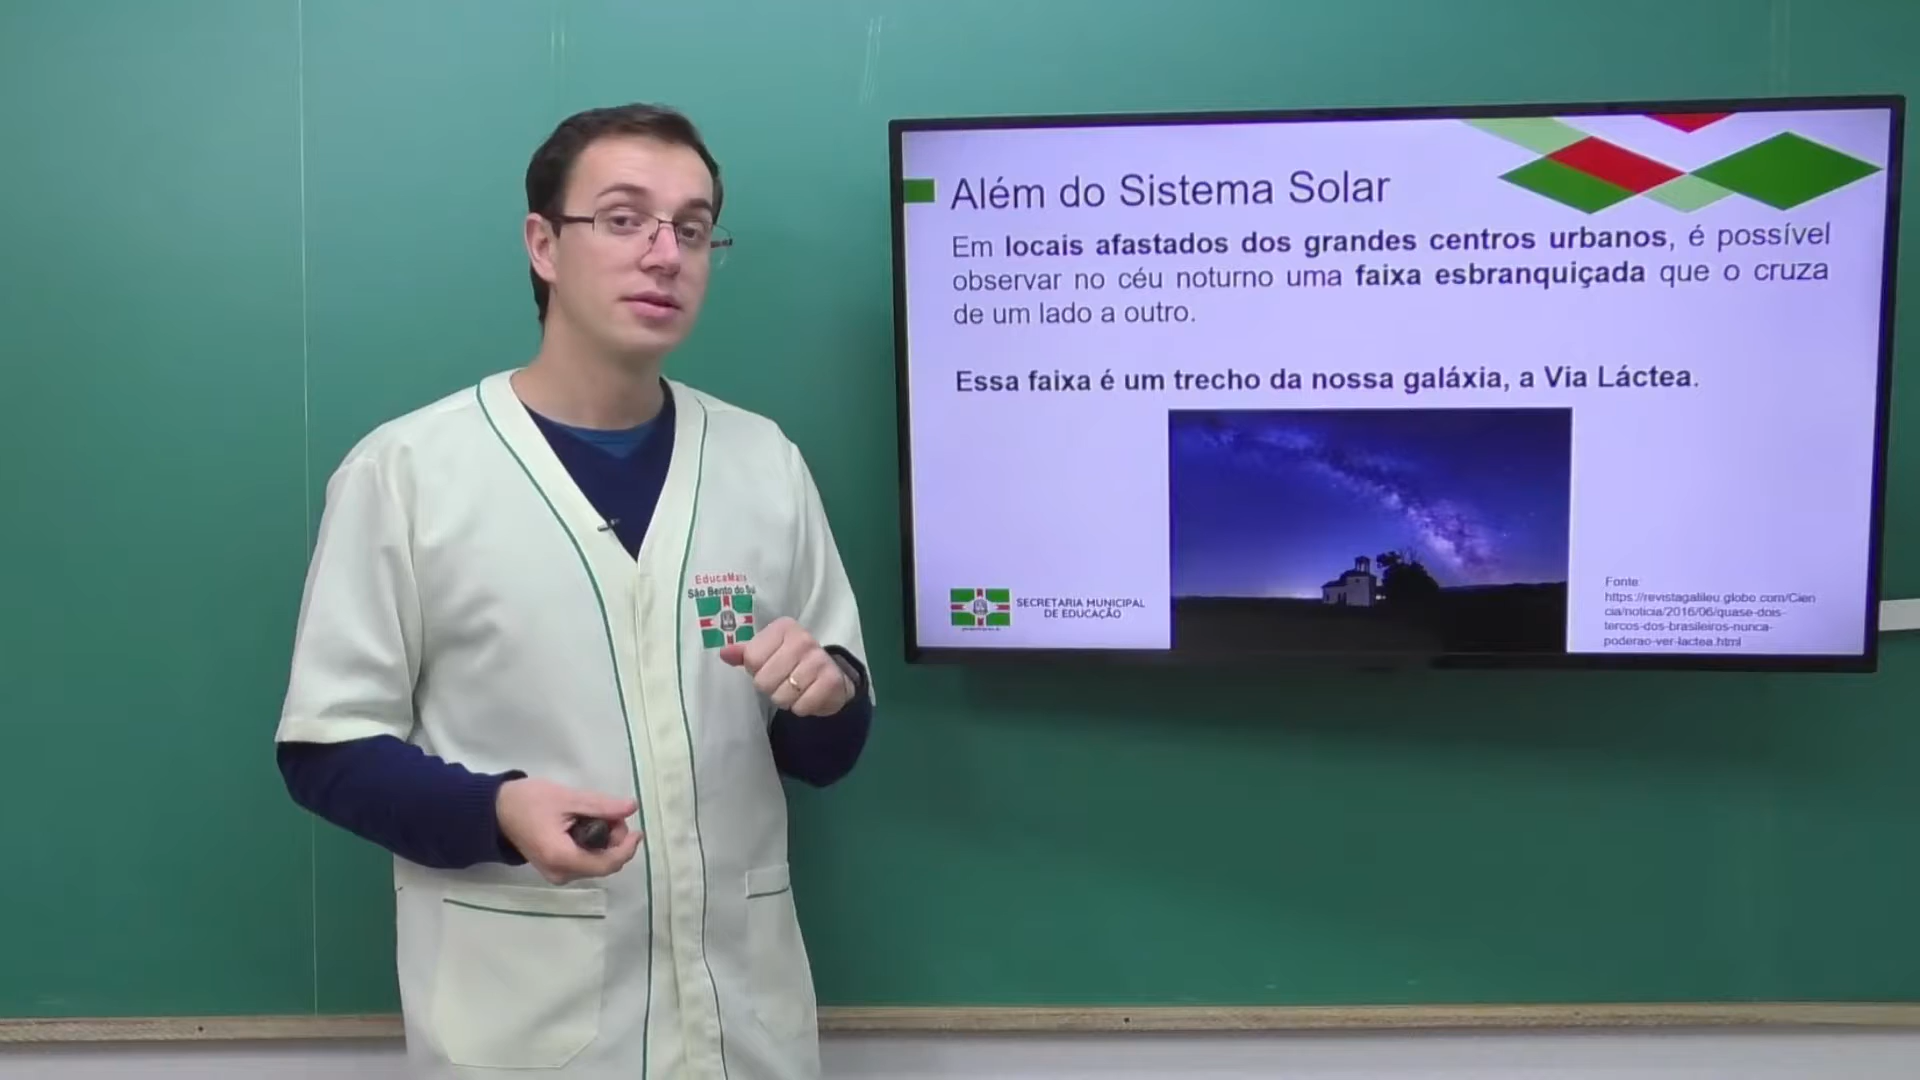 Além do Sistema Solar
Em locais afastados dos grandes centros urbanos, é possível
observar no céu noturno uma faixa esbranquiçada que o cruza
de um lado a outro.
Essa faixa é um trecho da nossa galáxia, a Via Láctea.
SECRETARIA MUNICIPAL
DE EDUCAÇÃO
Fonte:
https://revistagalileu.globo.com/Cien
cia/noticia/2016/06/quase-dois-
tercos-dos-brasileiros-nunca-
poderao-ver-lactea.html
EducaMais
São Bento do Sul